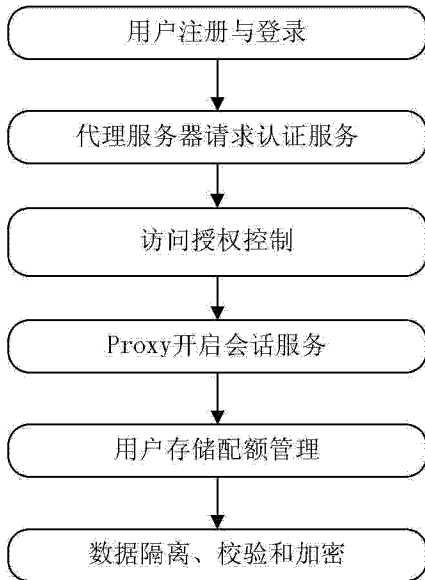 用户注册与登录
代理服务器请求认证服务
访问授权控制
Proxy开启会话服务
用户存储配额管理
数据隔离、校验和加密